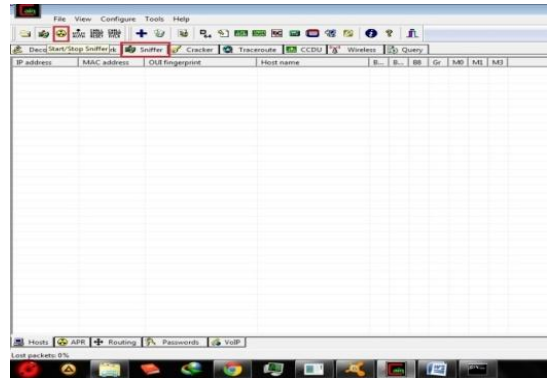 File View Configure Tools Help
Deco Start/Stop Sniffer rk Sniffer Cracker Traceroute CCDU Wireless Query
IP address MAC address OUI fingerprint Host name B... B... B8 Gr M0 M1 M3
Hosts APR Routing Passwords VoIP
Lost packets: 0%